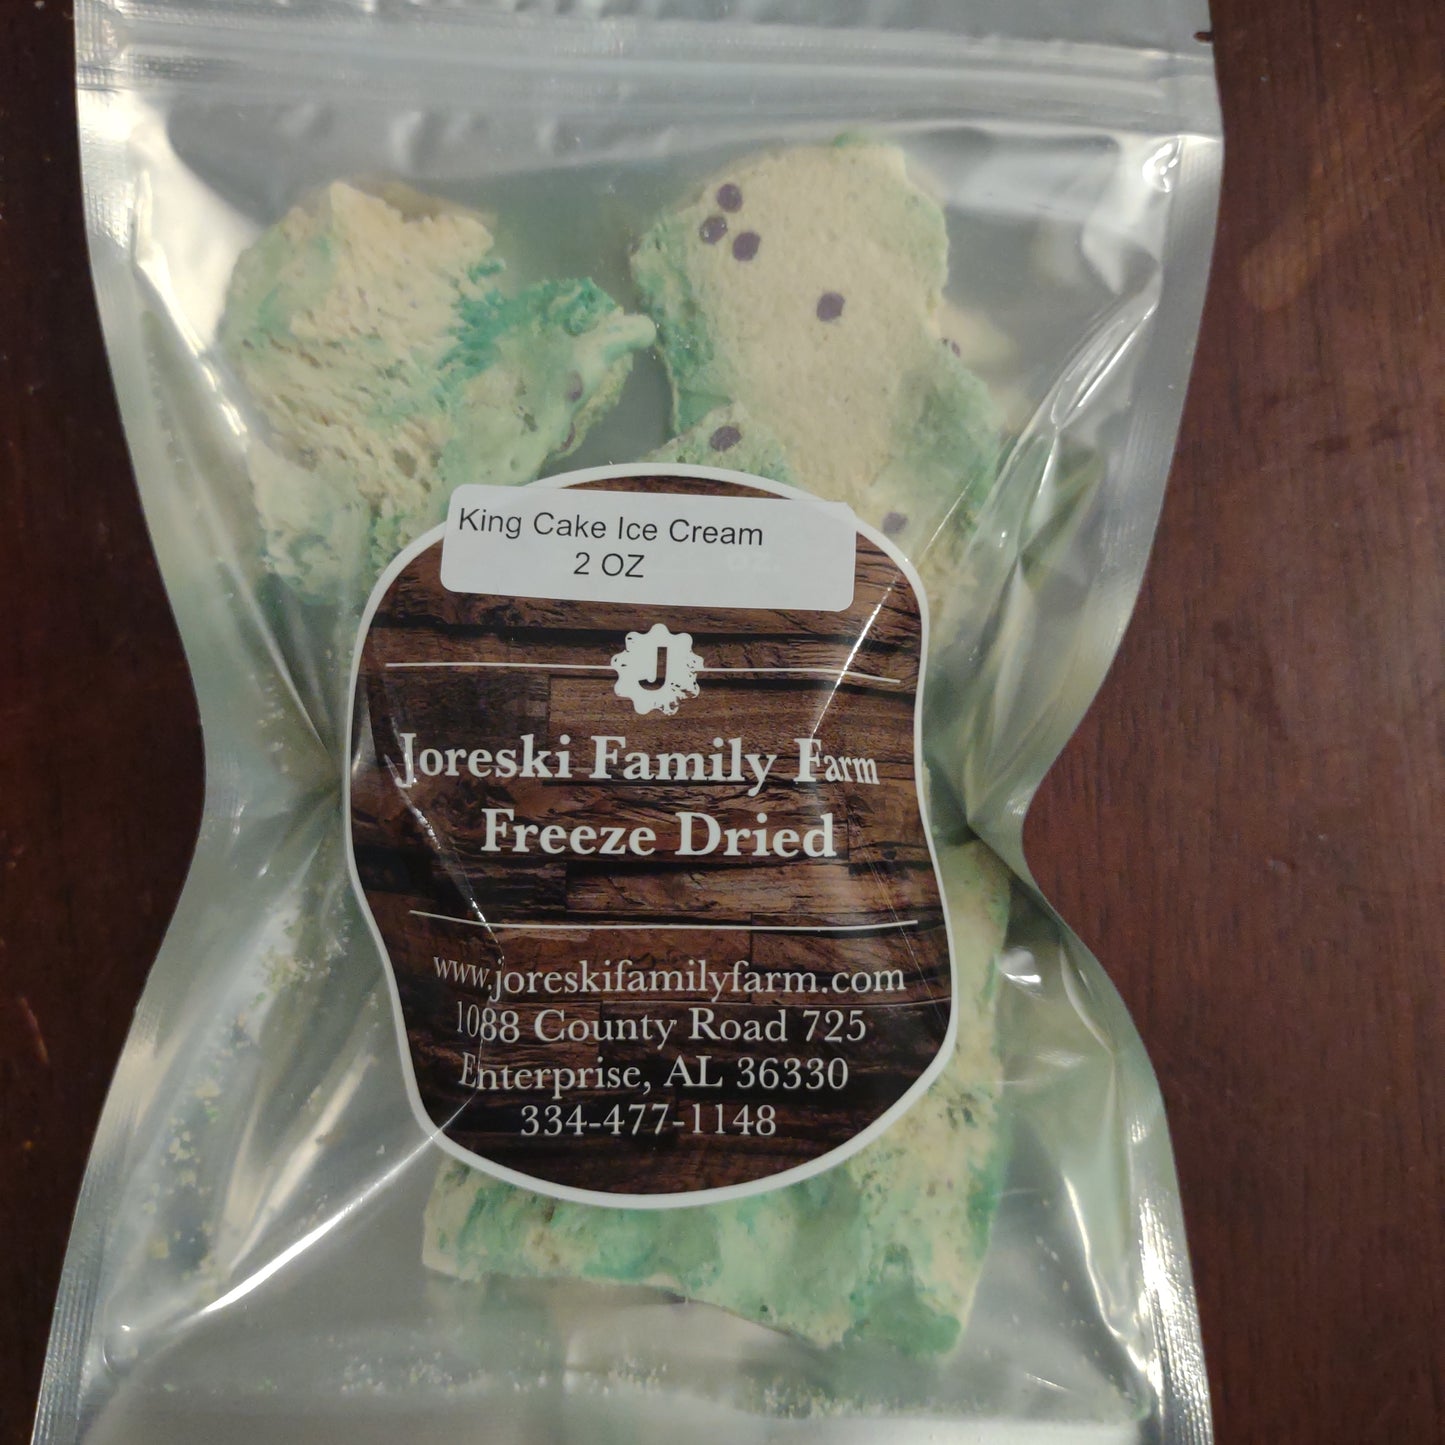 King Cake Ice Cream
2 OZ
J
Joreski Family Farm
Freeze Dried
www.joreskifamilyfarm.com
1088 County Road 725
Enterprise, AL 36330
334-477-1148